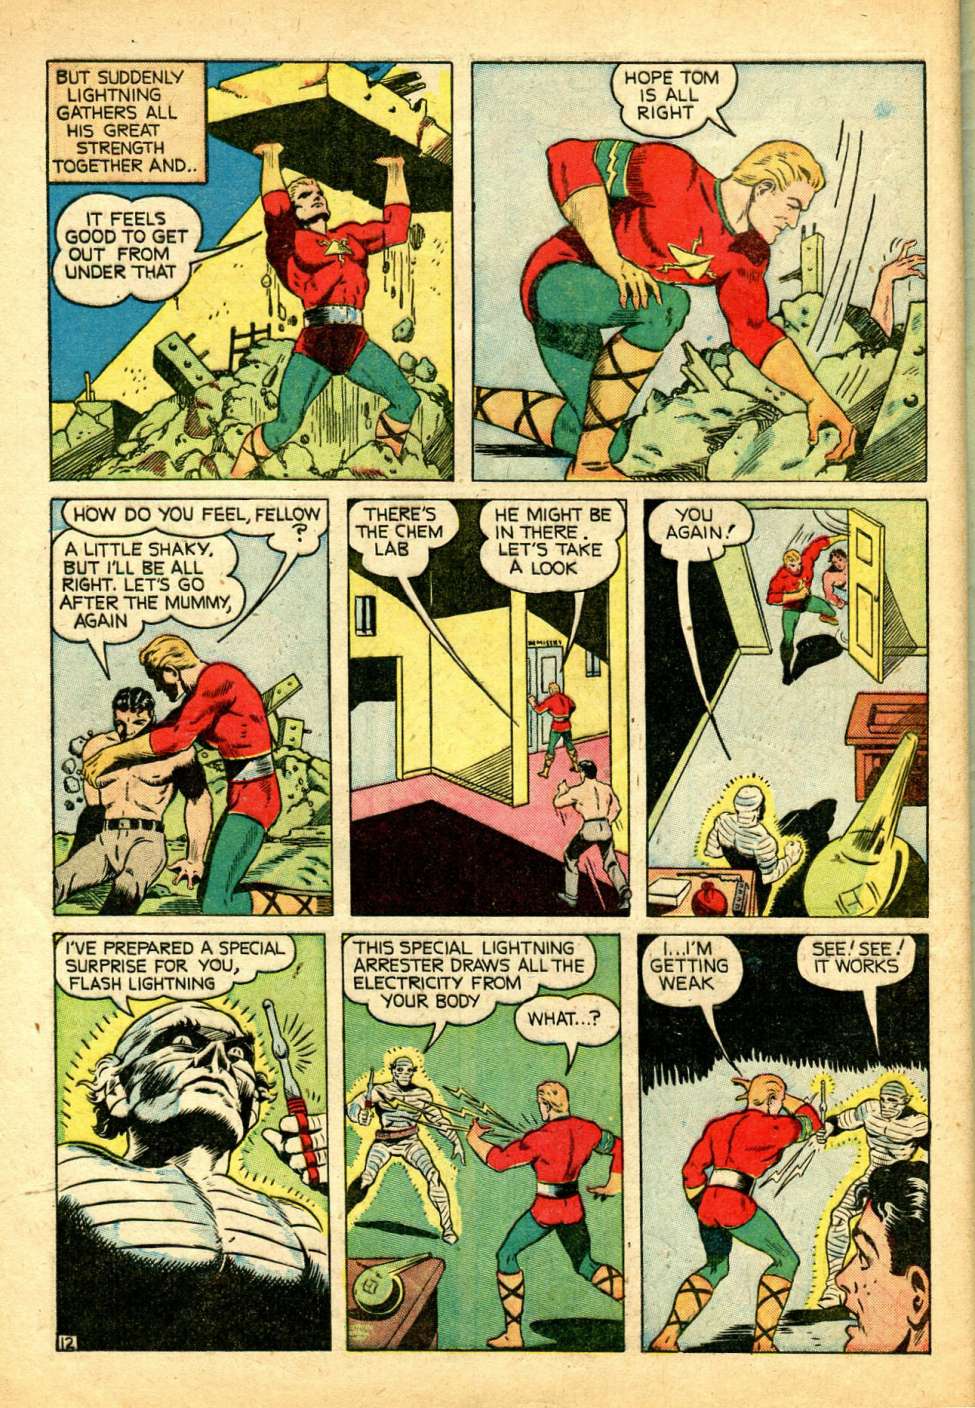 BUT SUDDENLY
LIGHTNING
GATHERS ALL
HIS GREAT
STRENGTH
TOGETHER AND..
IT FEELS
GOOD TO GET
OUT FROM
UNDER THAT
HOPE TOM
IS ALL
RIGHT
HOW DO YOU FEEL, FELLOW
?
A LITTLE SHAKY,
BUT I'LL BE ALL
RIGHT. LET'S GO
AFTER THE MUMMY,
AGAIN
THERE'S
THE CHEM
LAB
HE MIGHT BE
IN THERE.
LET'S TAKE
A LOOK
YOU
AGAIN!
I'VE PREPARED A SPECIAL
SURPRISE FOR YOU,
FLASH LIGHTNING
THIS SPECIAL LIGHTNING
ARRESTER DRAWS ALL THE
ELECTRICITY FROM
YOUR BODY
WHAT...?
I...I'M
GETTING
WEAK
SEE! SEE!
IT WORKS
12